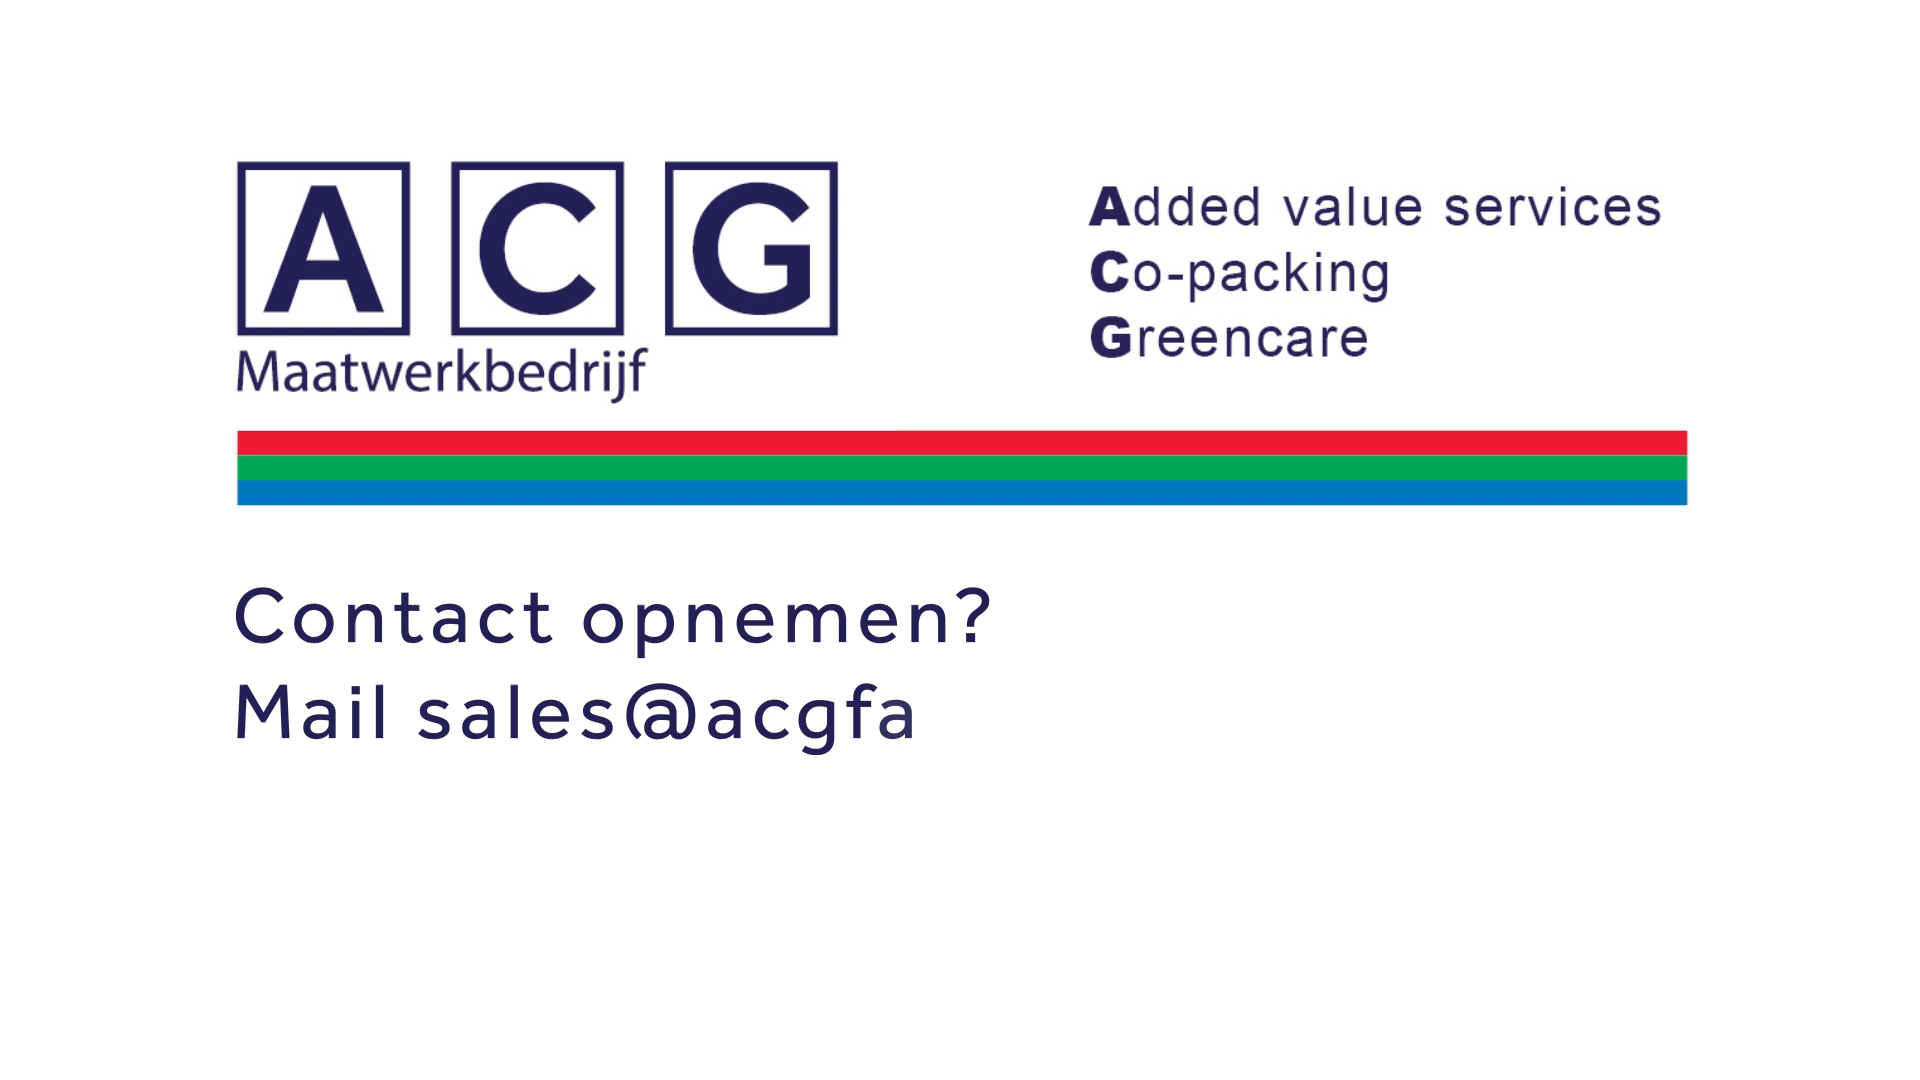 A C G
Maatwerkbedrijf
Added value services
Co-packing
Greencare
Contact opnemen?
Mail sales@acgfa